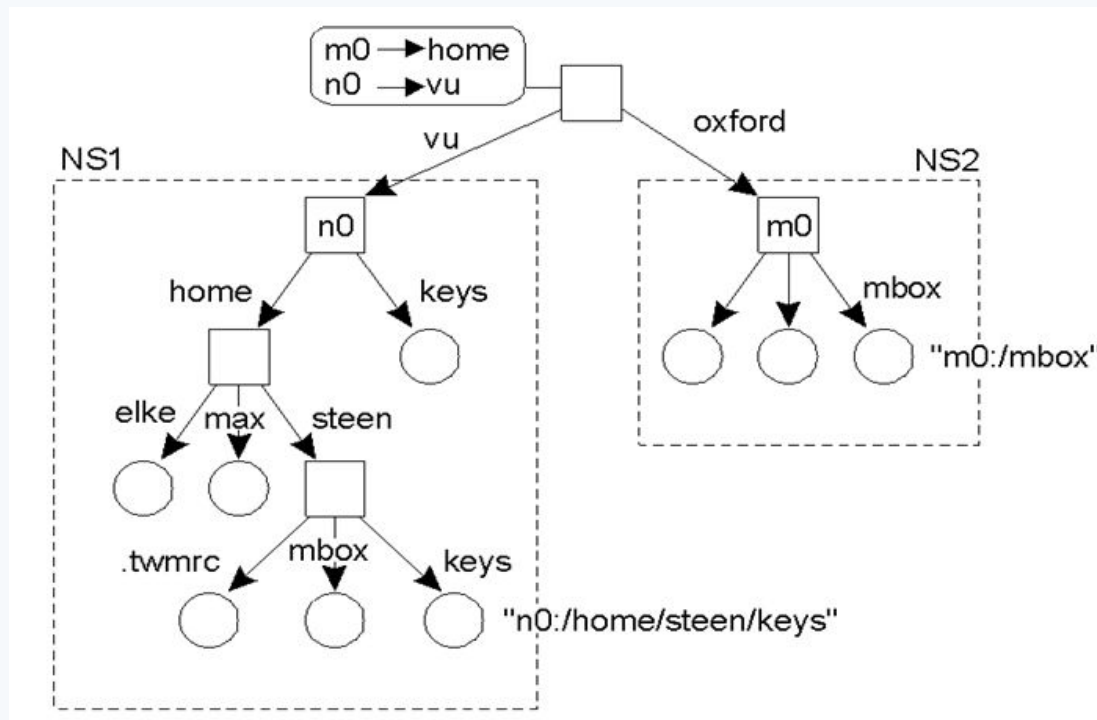 m0 → home
n0 → vu
vu
oxford
NS1
NS2
n0
m0
home
keys
mbox
"m0:/mbox"
elke
max
steen
.twmrc
mbox
keys
"n0:/home/steen/keys"